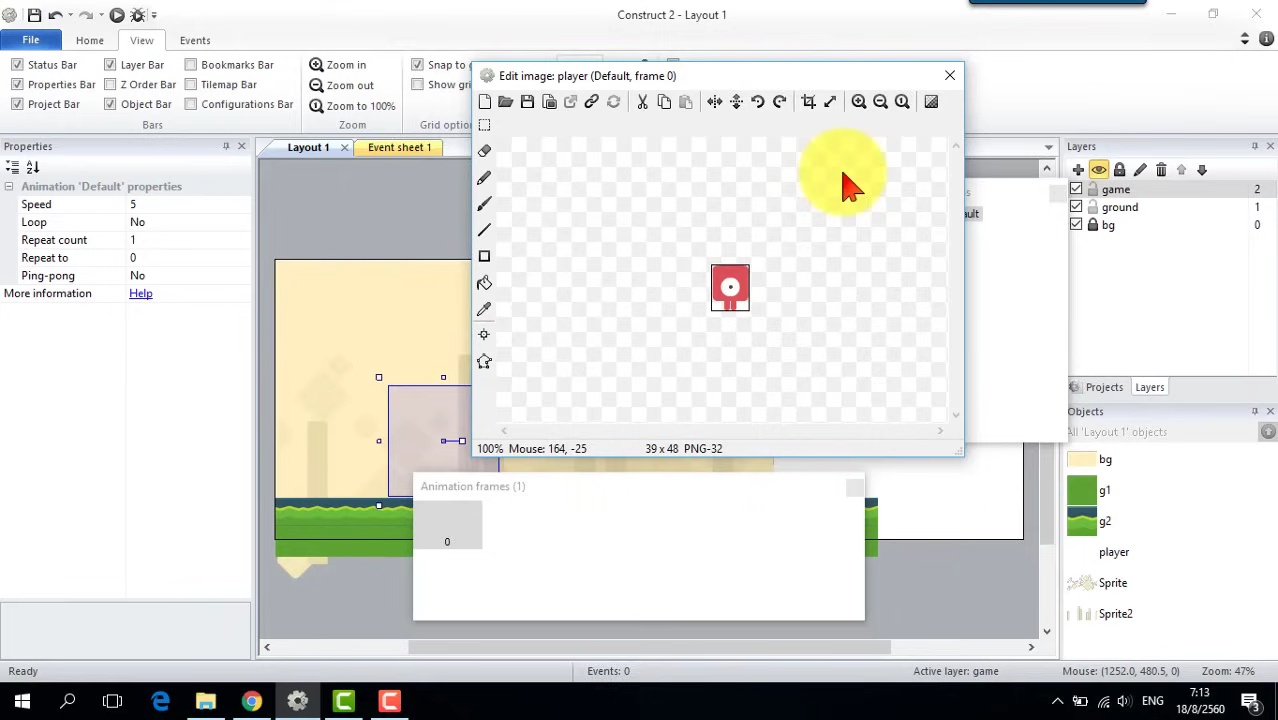 Construct 2 - Layout 1
File
Home
View
Events
Status Bar
Layer Bar
Bookmarks Bar
Properties Bar
Z Order Bar
Tilemap Bar
Project Bar
Object Bar
Configurations Bar
Bars
Zoom in
Zoom out
Zoom to 100%
Zoom
Snap to g
Show gri
Grid option
Edit image: player (Default, frame 0)
Properties
Animation 'Default' properties
Speed 5
Loop No
Repeat count 1
Repeat to 0
Ping-pong No
More information Help
Layout 1
Event sheet 1
100% Mouse: 164, -25 39 x 48 PNG-32
Animation frames (1)
0
s
ault
Layers
game 2
ground 1
bg 0
Projects
Layers
Objects
All 'Layout 1' objects
bg
g1
g2
player
Sprite
Sprite2
Ready
Events: 0
Active layer: game
Mouse: (1252.0, 480.5, 0)
Zoom: 47%
ENG
7:13
18/8/2560
3